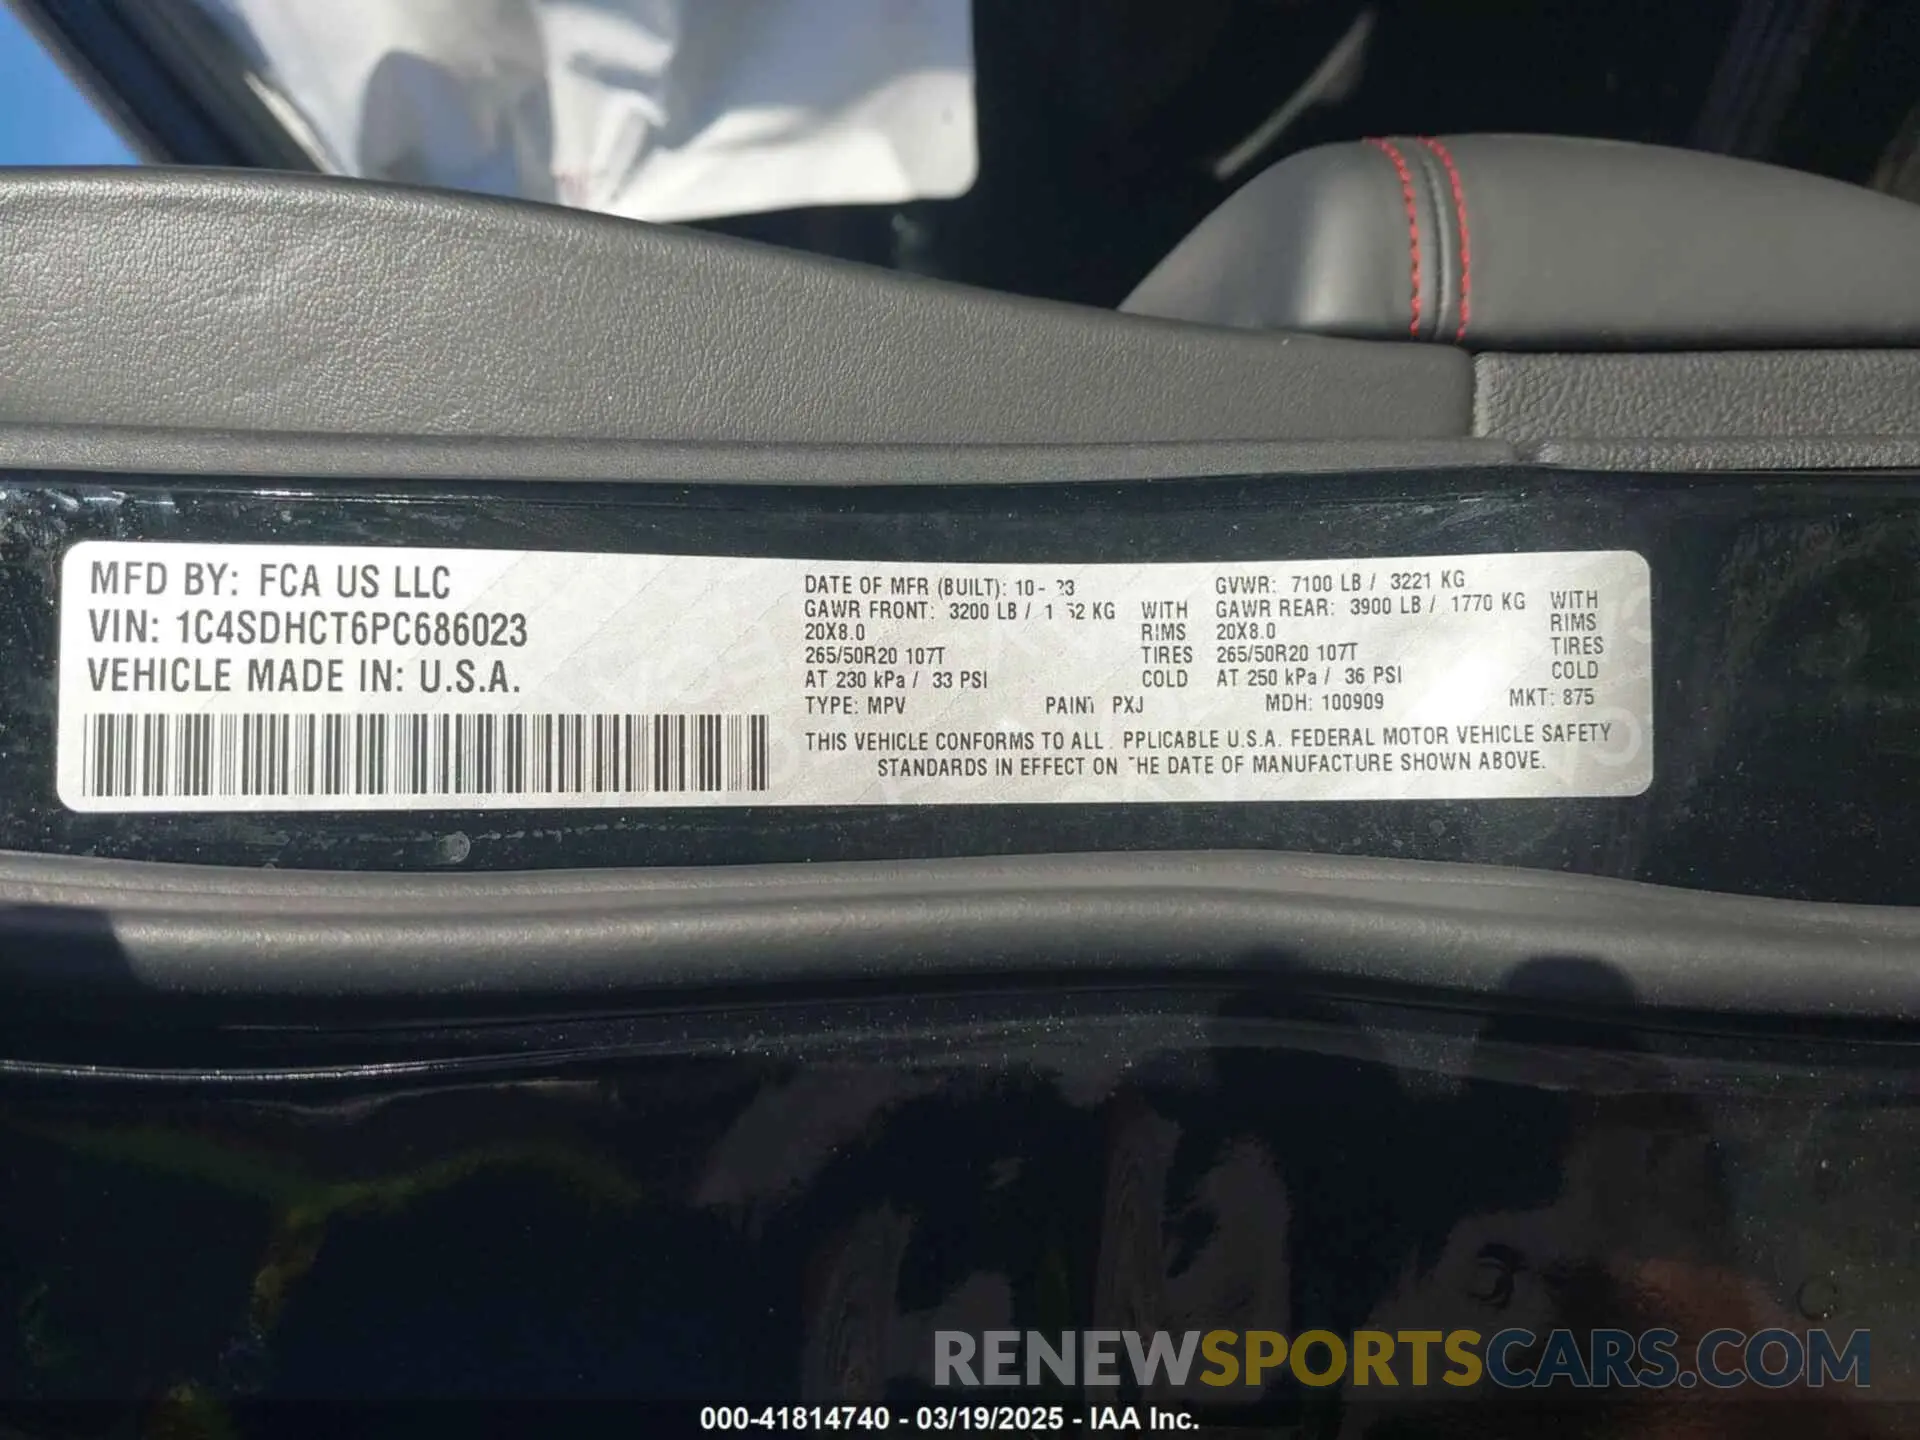 MFD BY: FCA US LLC
VIN: 1C4SDHCT6PC686023
VEHICLE MADE IN: U.S.A.
DATE OF MFR (BUILT): 10- 23 GVWR: 7100 LB / 3221 KG
GAWR FRONT: 3200 LB / KG WITH GAWR REAR: 3900 LB / 1770 KG WITH
20X8.0 RIMS 20X8.0 RIMS
265/50R20 107T TIRES 265/50R20 107T TIRES
AT 230 kPa / 33 PSI COLD AT 250 kPa / 36 PSI COLD
TYPE: MPV PAINT PXJ MDH: 100909 MKT: 875
THIS VEHICLE CONFORMS TO ALL PPLICABLE U.S.A. FEDERAL MOTOR VEHICLE SAFETY
STANDARDS IN EFFECT ON THE DATE OF MANUFACTURE SHOWN ABOVE.
RENEWSPORTSCARS.COM
000-41814740 - 03/19/2025 - IAA Inc.